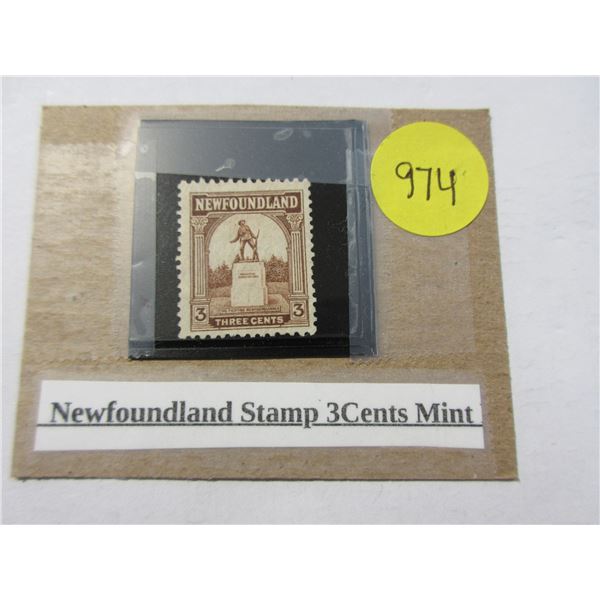 974
NEWFOUNDLAND
3 3
THREE CENTS
Newfoundland Stamp 3Cents Mint